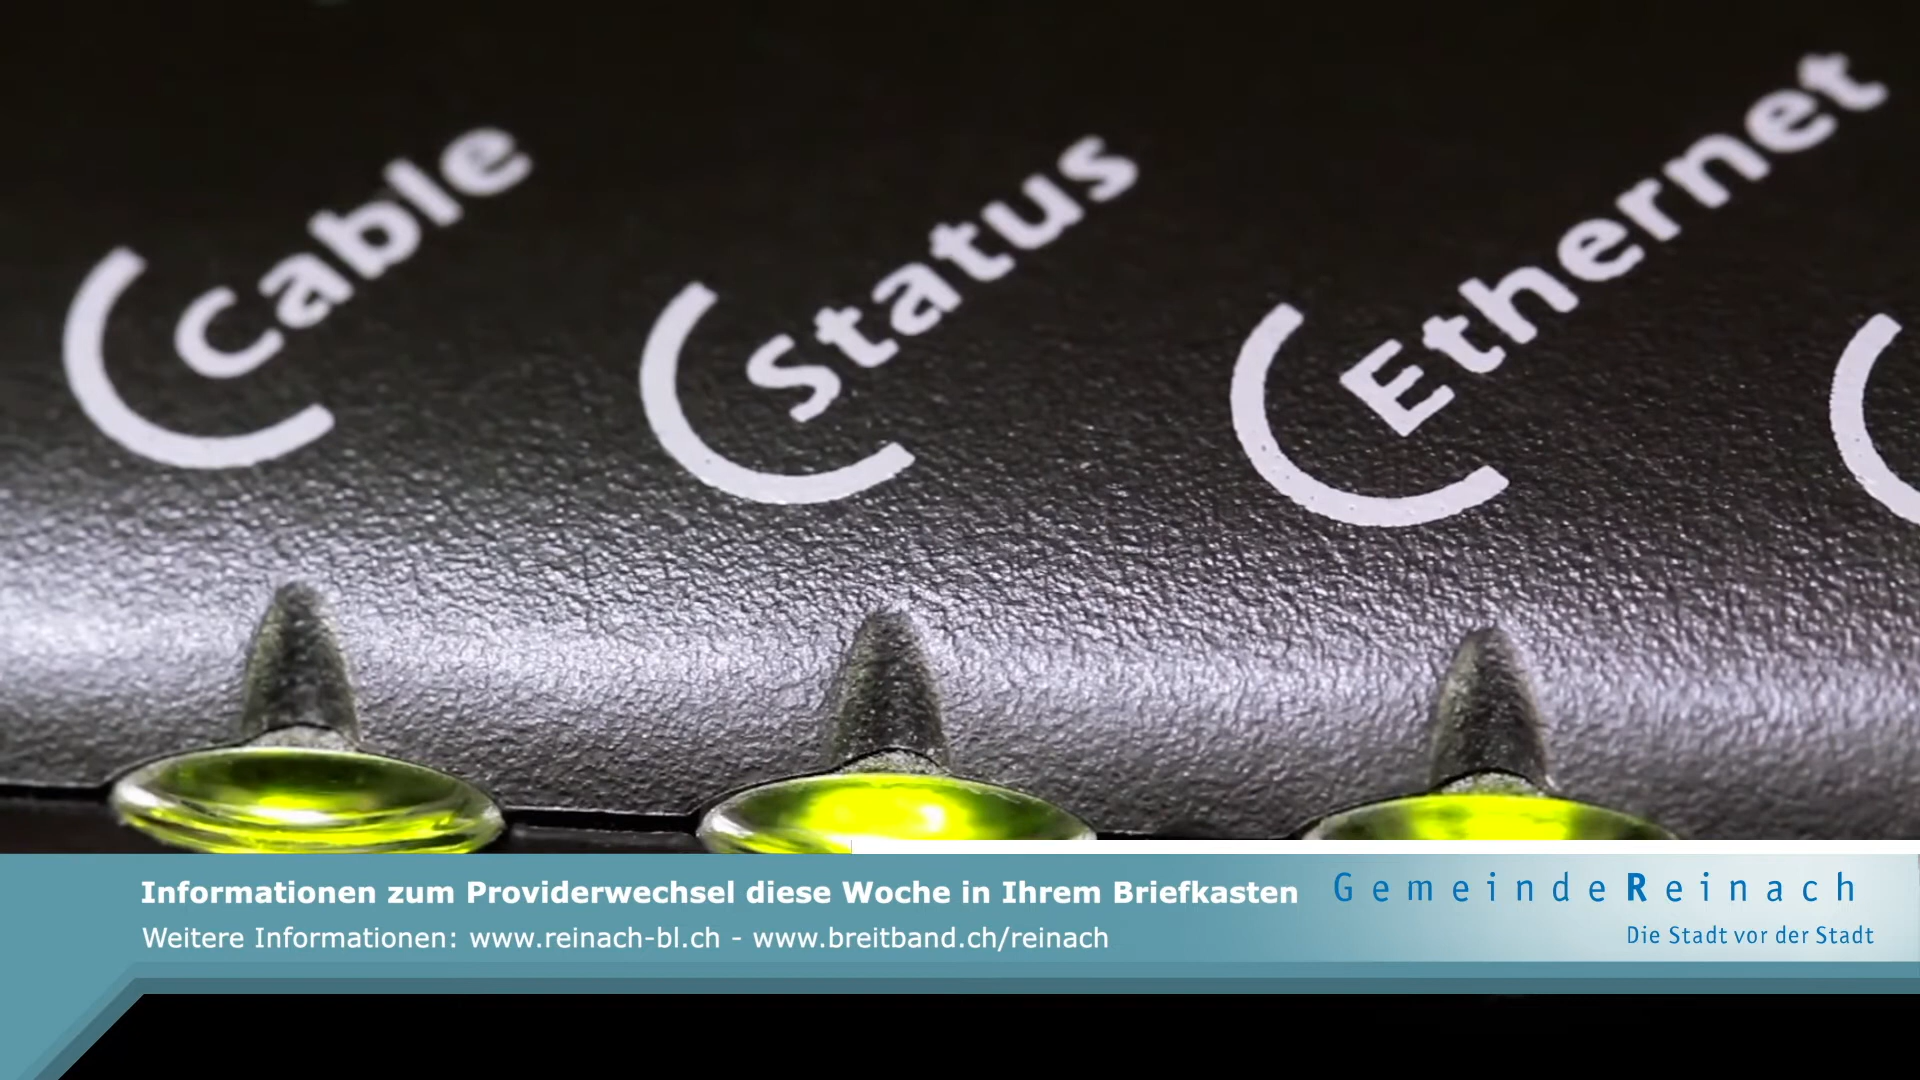 Cable
Status
Ethernet
Informationen zum Providerwechsel diese Woche in Ihrem Briefkasten
Weitere Informationen: www.reinach-bl.ch - www.breitband.ch/reinach
GemeindeReinach
Die Stadt vor der Stadt